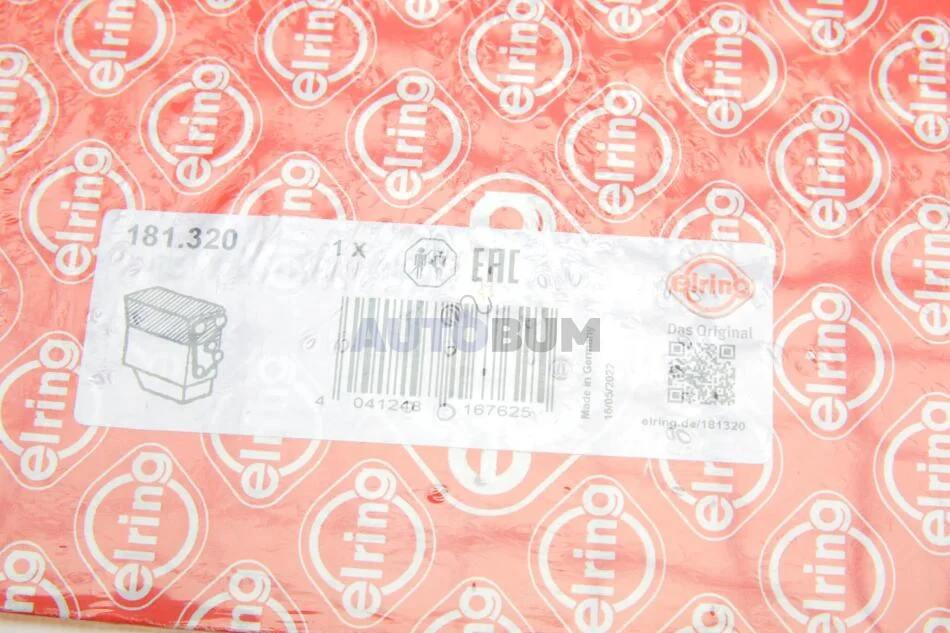 181.320
1 X
EAC
elring
Das Original
AUTOBUM
4 041248 167625
Made in Germany
16/05/2022
elring.de/181320